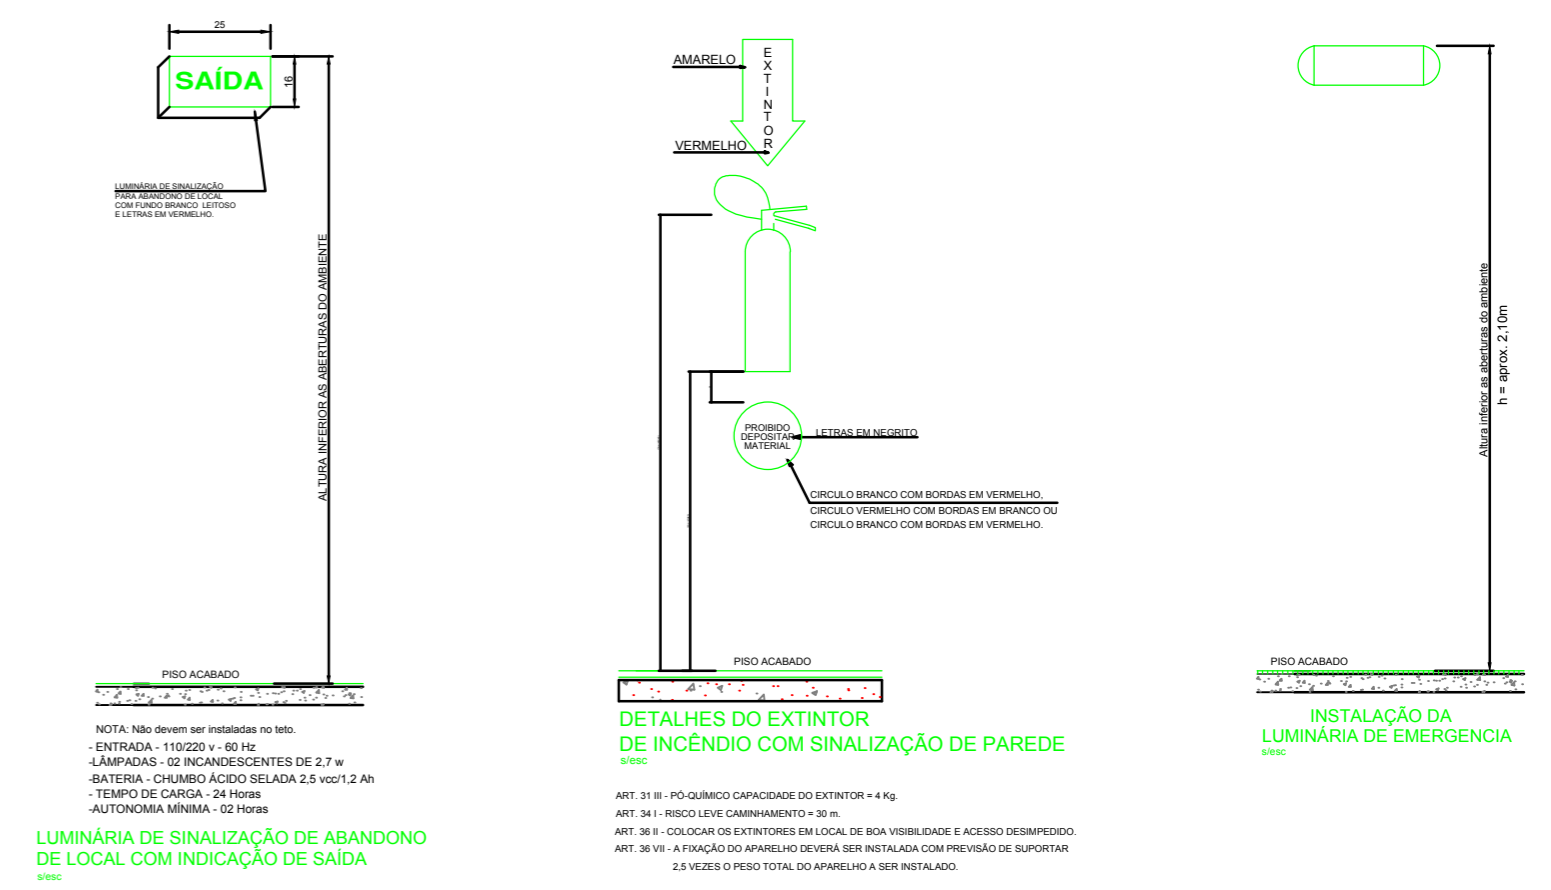 25
SAÍDA
16
LUMINÁRIA DE SINALIZAÇÃO
PARA ABANDONO DE LOCAL
COM FUNDO BRANCO LEITOSO
E LETRAS EM VERMELHO.
ALTURA INFERIOR AS ABERTURAS DO AMBIENTE
PISO ACABADO
NOTA: Não devem ser instaladas no teto.
- ENTRADA - 110/220 v - 60 Hz
-LÂMPADAS - 02 INCANDESCENTES DE 2,7 w
-BATERIA - CHUMBO ÁCIDO SELADA 2,5 vcc/1,2 Ah
- TEMPO DE CARGA - 24 Horas
-AUTONOMIA MÍNIMA - 02 Horas
LUMINÁRIA DE SINALIZAÇÃO DE ABANDONO
DE LOCAL COM INDICAÇÃO DE SAÍDA
s/esc
AMARELO
EXTINTOR
VERMELHO
PROIBIDO
DEPOSITAR
MATERIAL
LETRAS EM NEGRITO
CIRCULO BRANCO COM BORDAS EM VERMELHO,
CIRCULO VERMELHO COM BORDAS EM BRANCO OU
CIRCULO BRANCO COM BORDAS EM VERMELHO.
PISO ACABADO
DETALHES DO EXTINTOR
DE INCÊNDIO COM SINALIZAÇÃO DE PAREDE
s/esc
ART. 31 III - PÓ-QUÍMICO CAPACIDADE DO EXTINTOR = 4 Kg.
ART. 34 I - RISCO LEVE CAMINHAMENTO = 30 m.
ART. 36 II - COLOCAR OS EXTINTORES EM LOCAL DE BOA VISIBILIDADE E ACESSO DESIMPEDIDO.
ART. 36 VII - A FIXAÇÃO DO APARELHO DEVERÁ SER INSTALADA COM PREVISÃO DE SUPORTAR
2,5 VEZES O PESO TOTAL DO APARELHO A SER INSTALADO.
Altura inferior as aberturas do ambiente
h = aprox. 2,10m
PISO ACABADO
INSTALAÇÃO DA
LUMINÁRIA DE EMERGENCIA
s/esc